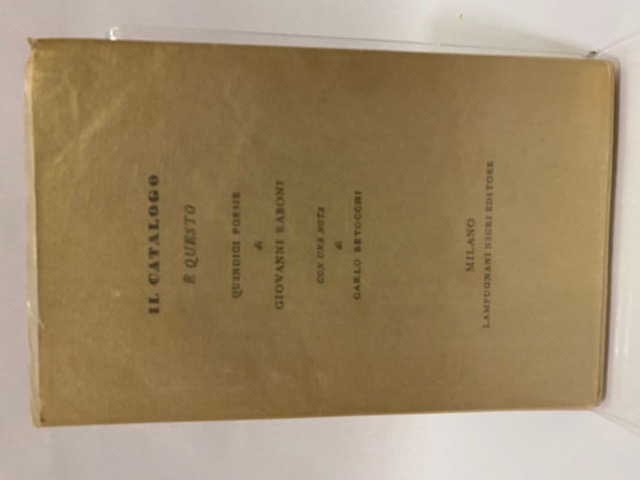 IL CATALOGO
È QUESTO
QUINDICI POESIE
di
GIOVANNI RABONI
CON UNA NOTA
di
CARLO BETOCCHI
MILANO
LAMPUGNANI NIGRI EDITORE